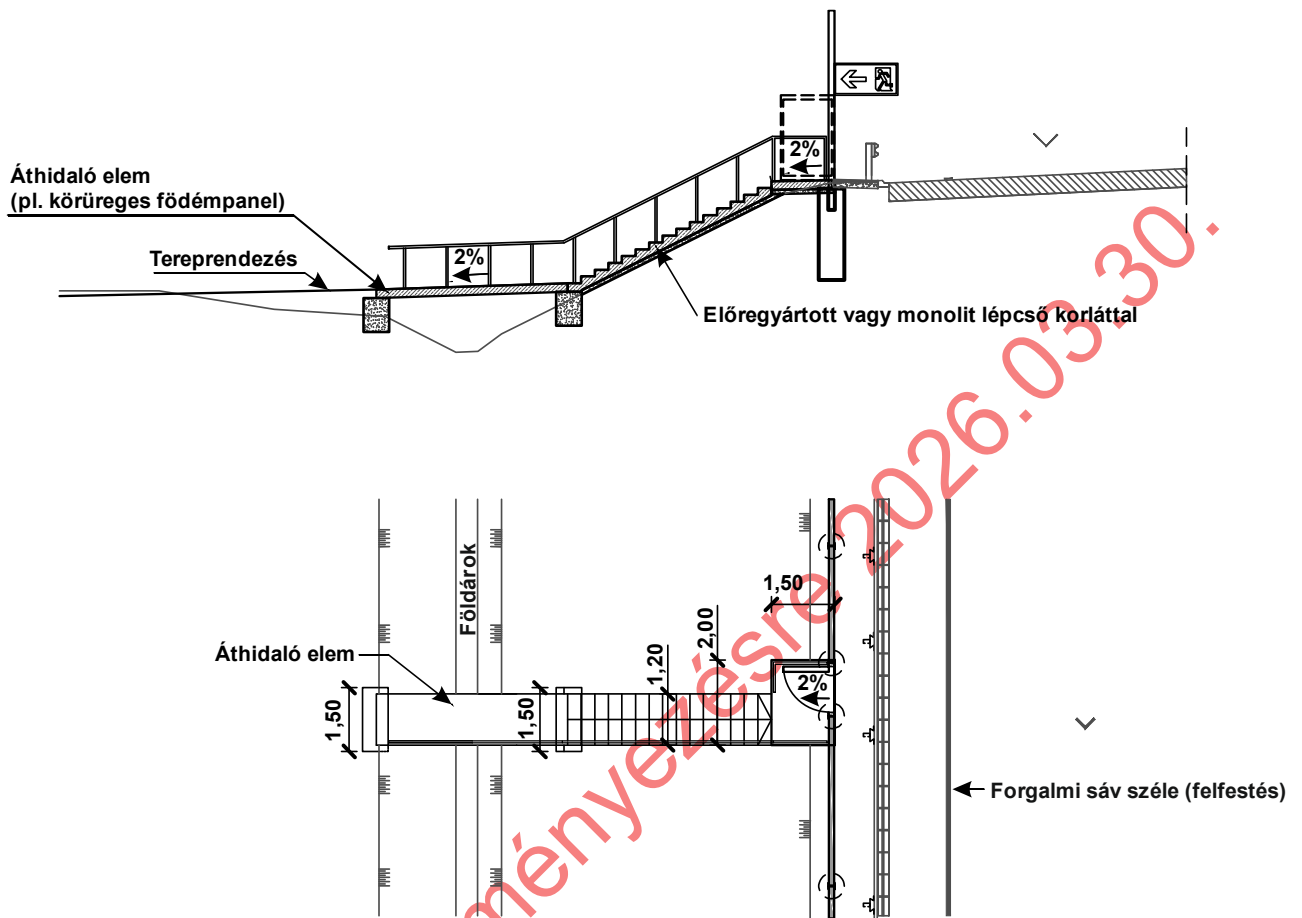 2%
Áthidaló elem
(pl. körüreges födémpanel)
Tereprendezés
2%
Előregyártott vagy monolit lépcső korláttal
ményezésre 2026.03.30.
Földárok
1,50
2,00
1,20
Áthidaló elem
2%
1,50
1,50
Forgalmi sáv széle (felfestés)